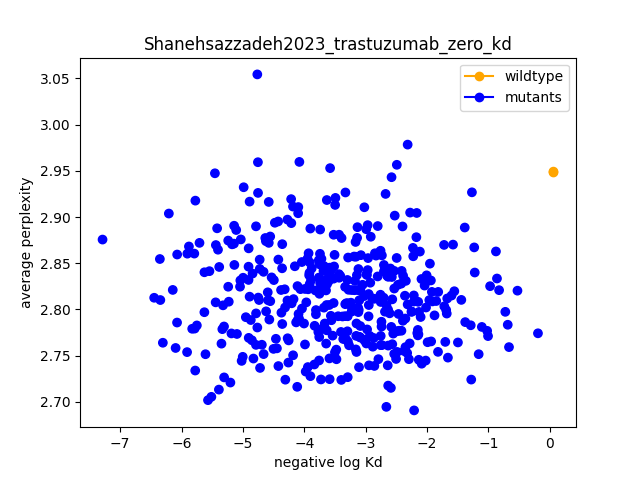 Shanehsazzadeh2023_trastuzumab_zero_kd
wildtype
mutants
average perplexity
3.05
3.00
2.95
2.90
2.85
2.80
2.75
2.70
−7 −6 −5 −4 −3 −2 −1 0
negative log Kd